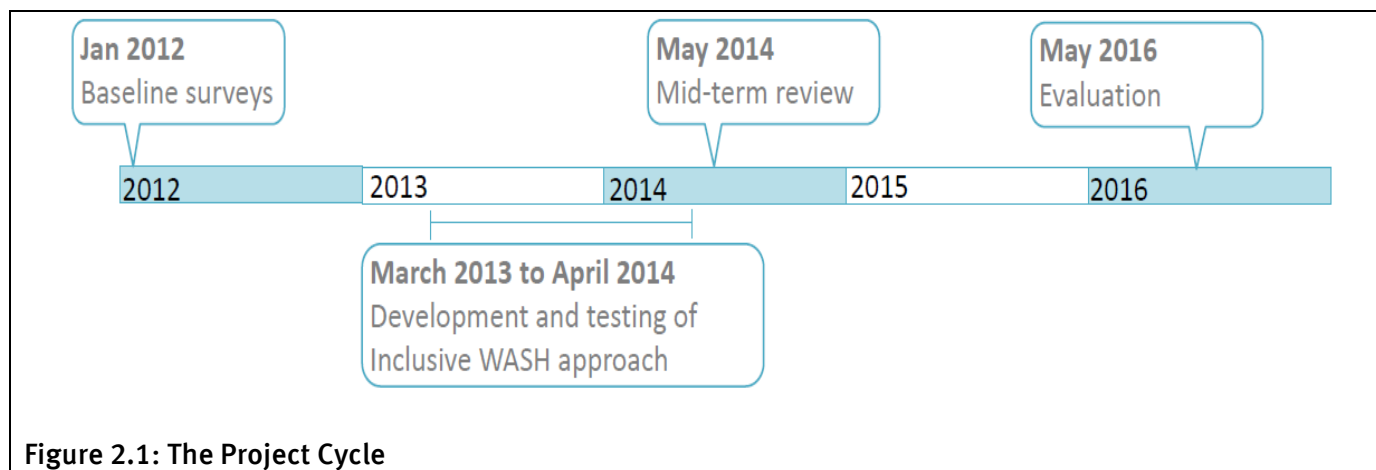 Jan 2012
Baseline surveys
May 2014
Mid-term review
May 2016
Evaluation
2012
2013
2014
2015
2016
March 2013 to April 2014
Development and testing of
Inclusive WASH approach
Figure 2.1: The Project Cycle